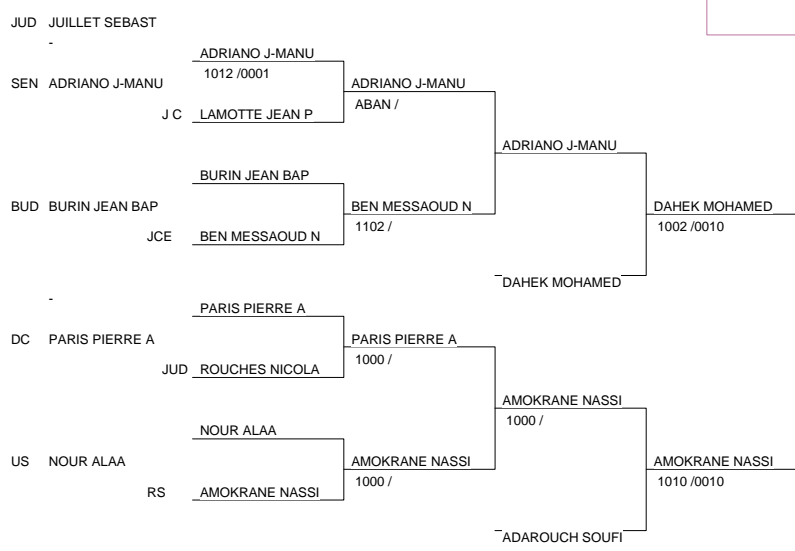 JUD JUILLET SEBAST
-
ADRIANO J-MANU
1012 /0001
SEN ADRIANO J-MANU
ADRIANO J-MANU
ABAN /
J C LAMOTTE JEAN P
ADRIANO J-MANU
BURIN JEAN BAP
BUD BURIN JEAN BAP
BEN MESSAOUD N
1102 /
DAHEK MOHAMED
1002 /0010
JCE BEN MESSAOUD N
DAHEK MOHAMED
-
PARIS PIERRE A
DC PARIS PIERRE A
PARIS PIERRE A
1000 /
JUD ROUCHES NICOLA
AMOKRANE NASSI
1000 /
NOUR ALAA
US NOUR ALAA
AMOKRANE NASSI
1000 /
AMOKRANE NASSI
1010 /0010
RS AMOKRANE NASSI
ADAROUCH SOUFI